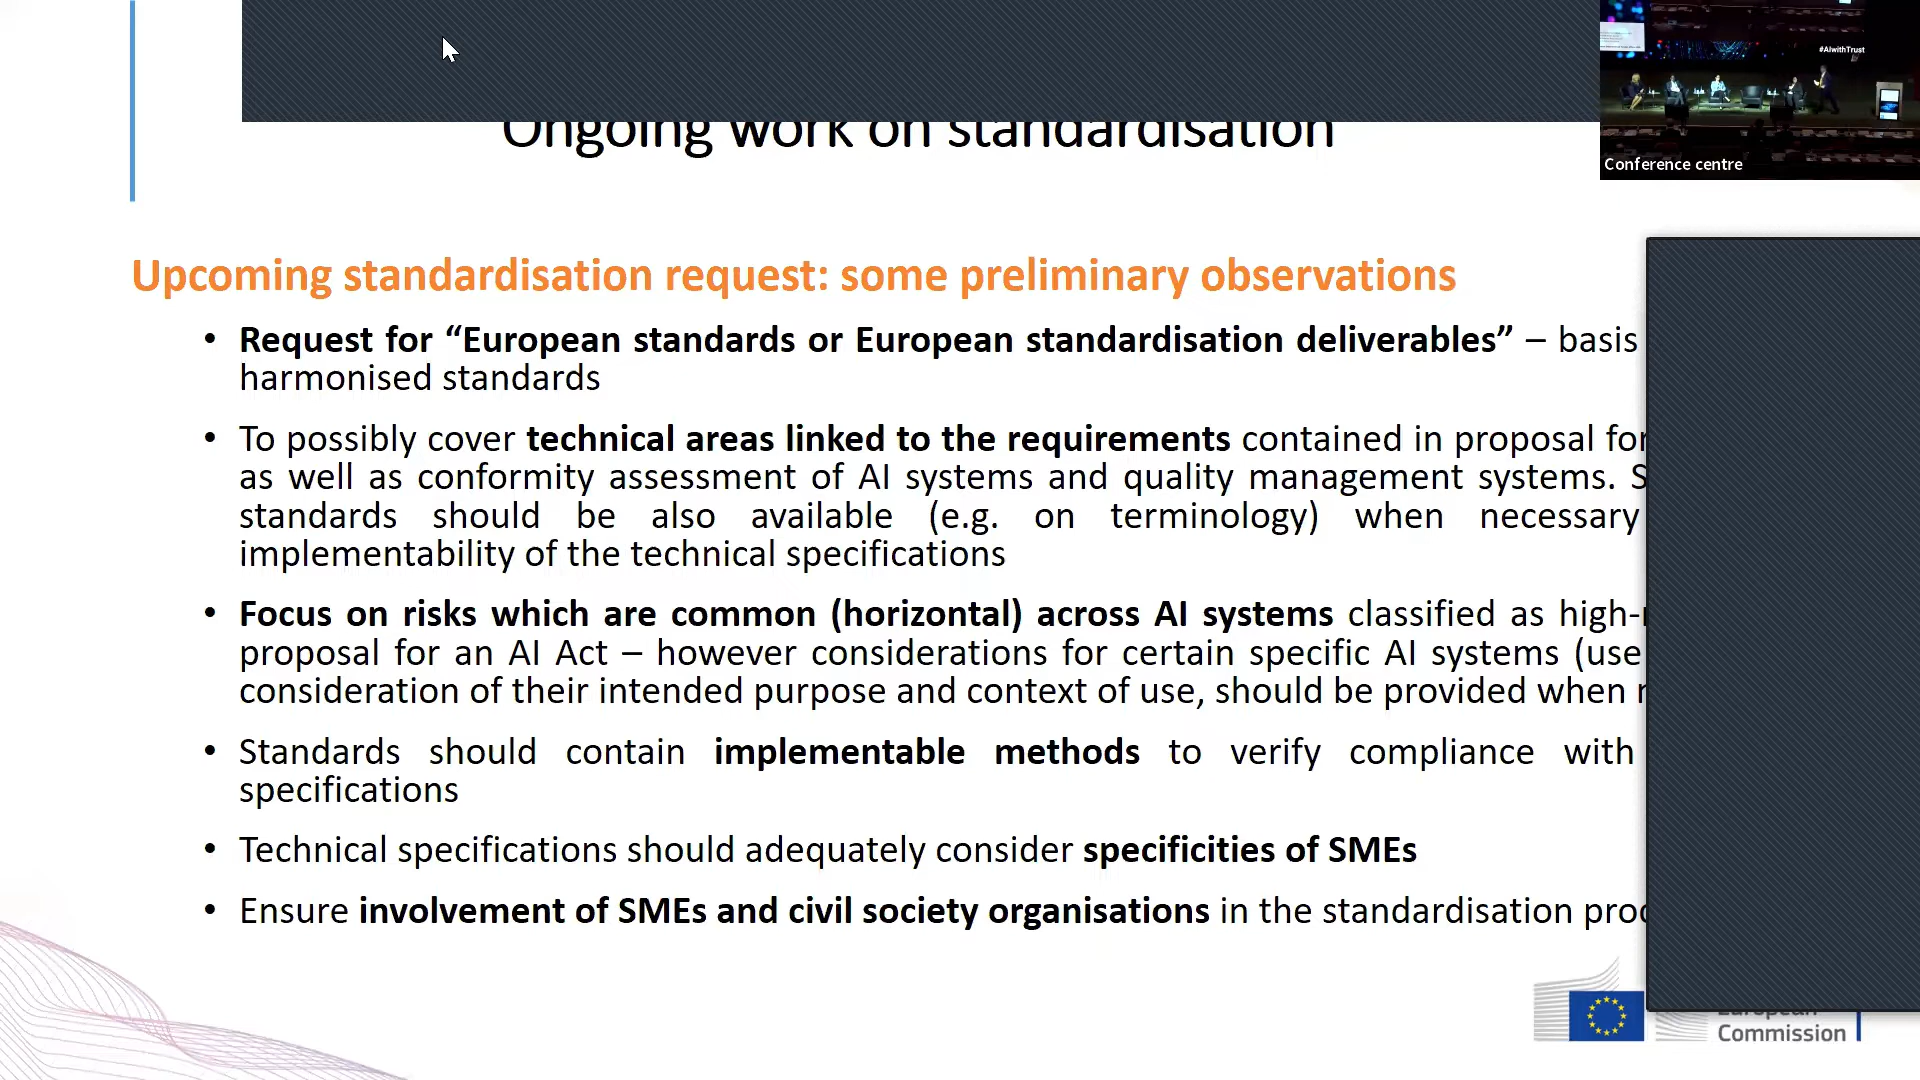 #AIwithTrust
Conference centre
Ongoing work on standardisation
Upcoming standardisation request: some preliminary observations
• Request for “European standards or European standardisation deliverables” – basis
harmonised standards
• To possibly cover technical areas linked to the requirements contained in proposal for
as well as conformity assessment of AI systems and quality management systems.
standards should be also available (e.g. on terminology) when necessary
implementability of the technical specifications
• Focus on risks which are common (horizontal) across AI systems classified as
proposal for an AI Act – however considerations for certain specific AI systems (use
consideration of their intended purpose and context of use, should be provided when
• Standards should contain implementable methods to verify compliance with
specifications
• Technical specifications should adequately consider specificities of SMEs
• Ensure involvement of SMEs and civil society organisations in the standardisation
European
Commission